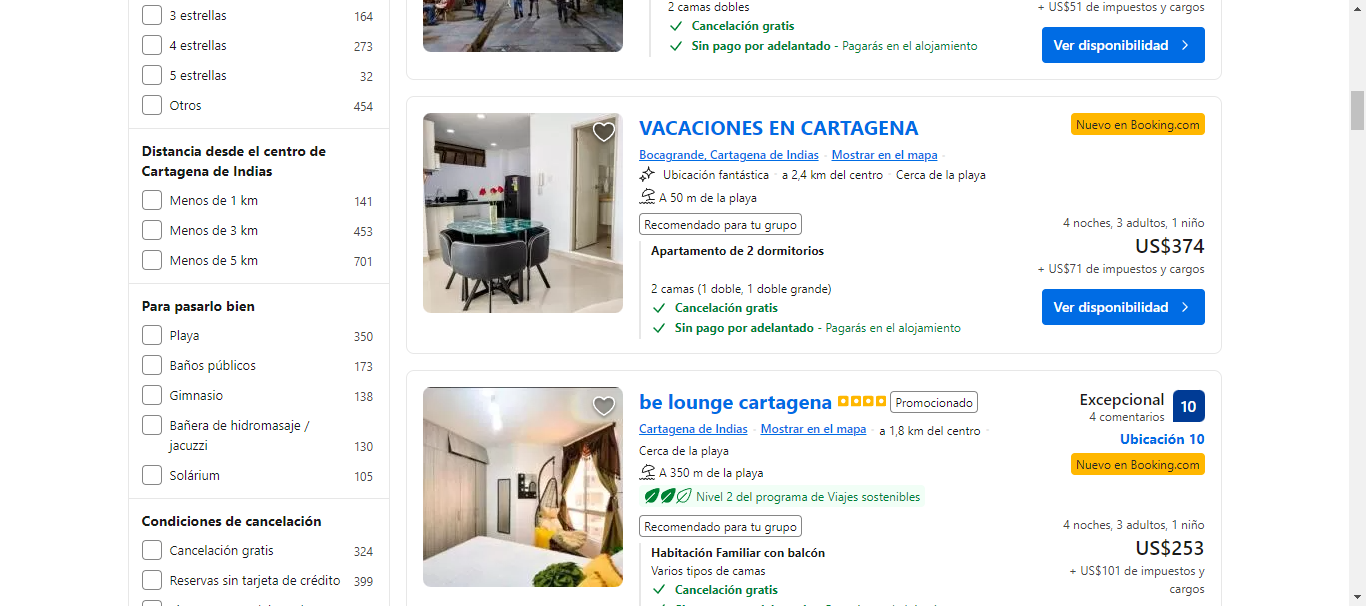 3 estrellas 164
4 estrellas 273
5 estrellas 32
Otros 454
Distancia desde el centro de
Cartagena de Indias
Menos de 1 km 141
Menos de 3 km 453
Menos de 5 km 701
Para pasarlo bien
Playa 350
Baños públicos 173
Gimnasio 138
Bañera de hidromasaje /
jacuzzi 130
Solárium 105
Condiciones de cancelación
Cancelación gratis 324
Reservas sin tarjeta de crédito 399
2 camas dobles
Cancelación gratis
Sin pago por adelantado - Pagarás en el alojamiento
+ US$51 de impuestos y cargos
Ver disponibilidad
VACACIONES EN CARTAGENA
Nuevo en Booking.com
Bocagrande, Cartagena de Indias · Mostrar en el mapa ·
Ubicación fantástica · a 2,4 km del centro · Cerca de la playa
A 50 m de la playa
Recomendado para tu grupo
Apartamento de 2 dormitorios
2 camas (1 doble, 1 doble grande)
Cancelación gratis
Sin pago por adelantado - Pagarás en el alojamiento
4 noches, 3 adultos, 1 niño
US$374
+ US$71 de impuestos y cargos
Ver disponibilidad
be lounge cartagena Promocionado
Excepcional 10
4 comentarios
Ubicación 10
Nuevo en Booking.com
Cartagena de Indias · Mostrar en el mapa · a 1,8 km del centro ·
Cerca de la playa
A 350 m de la playa
Nivel 2 del programa de Viajes sostenibles
Recomendado para tu grupo
Habitación Familiar con balcón
Varios tipos de camas
Cancelación gratis
4 noches, 3 adultos, 1 niño
US$253
+ US$101 de impuestos y
cargos